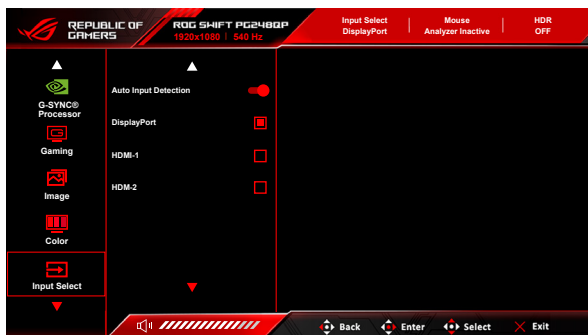 REPUBLIC OF
GAMERS
ROG SWIFT PG248QP
1920x1080 | 540 Hz
Input Select
DisplayPort
Mouse
Analyzer Inactive
HDR
OFF
G-SYNC®
Processor
Gaming
Image
Color
Input Select
Auto Input Detection
DisplayPort
HDMI-1
HDM-2
Back
Enter
Select
Exit